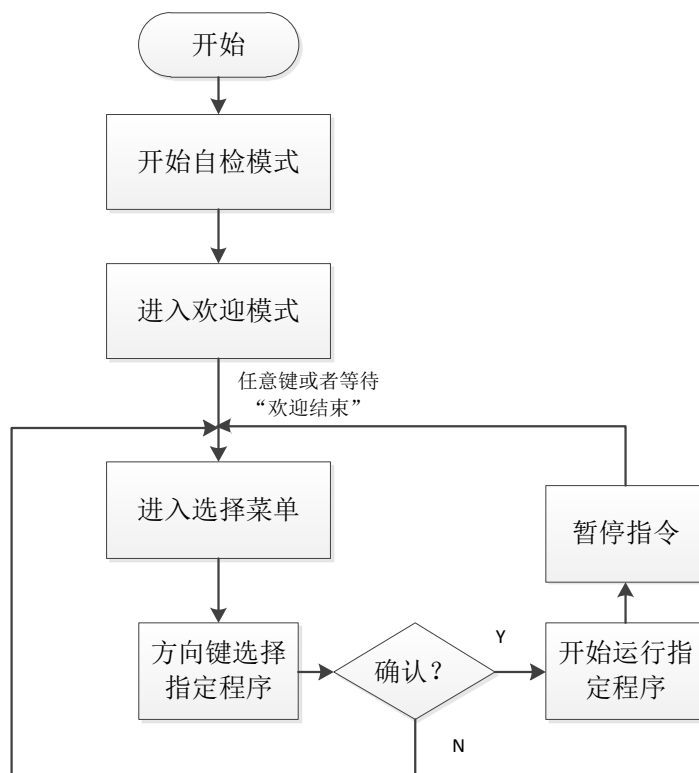 开始
开始自检模式
进入欢迎模式
任意键或者等待
“欢迎结束”
进入选择菜单
暂停指令
方向键选择
指定程序
确认？
Y
开始运行指
定程序
N